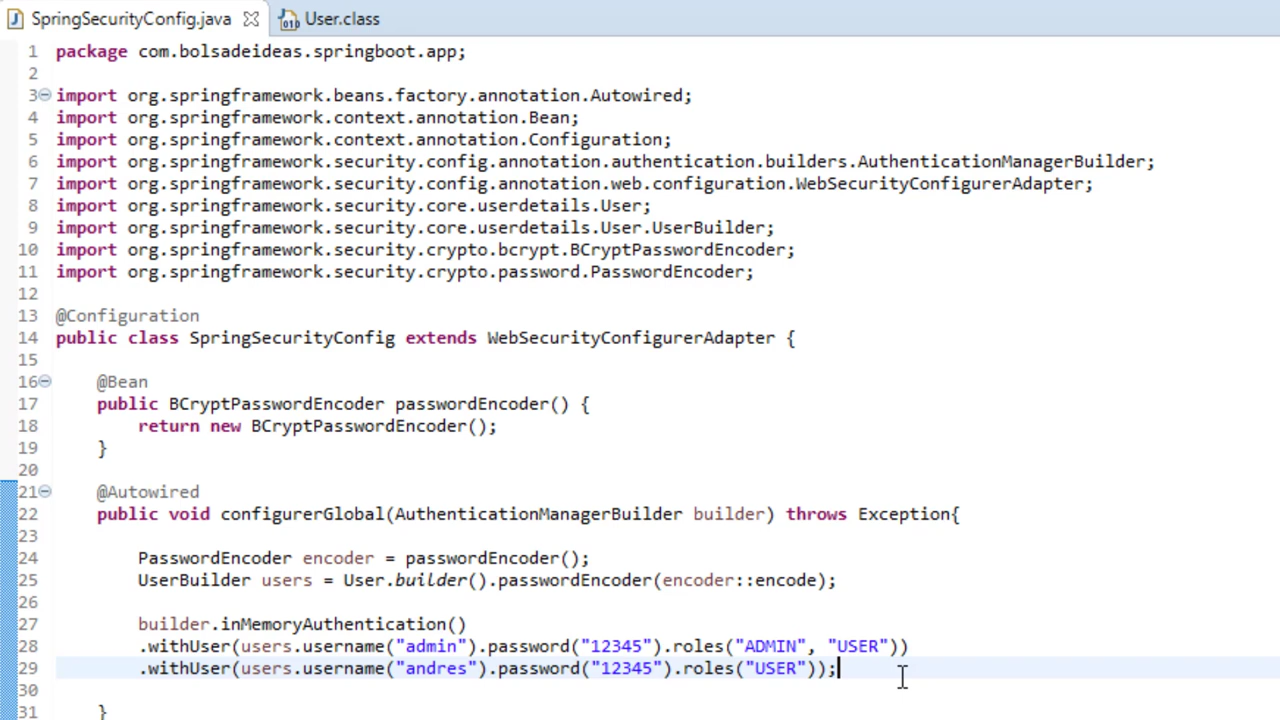 SpringSecurityConfig.java User.class
1 package com.bolsadeideas.springboot.app;
2
3 import org.springframework.beans.factory.annotation.Autowired;
4 import org.springframework.context.annotation.Bean;
5 import org.springframework.context.annotation.Configuration;
6 import org.springframework.security.config.annotation.authentication.builders.AuthenticationManagerBuilder;
7 import org.springframework.security.config.annotation.web.configuration.WebSecurityConfigurerAdapter;
8 import org.springframework.security.core.userdetails.User;
9 import org.springframework.security.core.userdetails.User.UserBuilder;
10 import org.springframework.security.crypto.bcrypt.BCryptPasswordEncoder;
11 import org.springframework.security.crypto.password.PasswordEncoder;
12
13 @Configuration
14 public class SpringSecurityConfig extends WebSecurityConfigurerAdapter {
15
16 @Bean
17 public BCryptPasswordEncoder passwordEncoder() {
18 return new BCryptPasswordEncoder();
19 }
20
21 @Autowired
22 public void configurerGlobal(AuthenticationManagerBuilder builder) throws Exception{
23
24 PasswordEncoder encoder = passwordEncoder();
25 UserBuilder users = User.builder().passwordEncoder(encoder::encode);
26
27 builder.inMemoryAuthentication()
28 .withUser(users.username("admin").password("12345").roles("ADMIN", "USER"))
29 .withUser(users.username("andres").password("12345").roles("USER"));
30
31 }